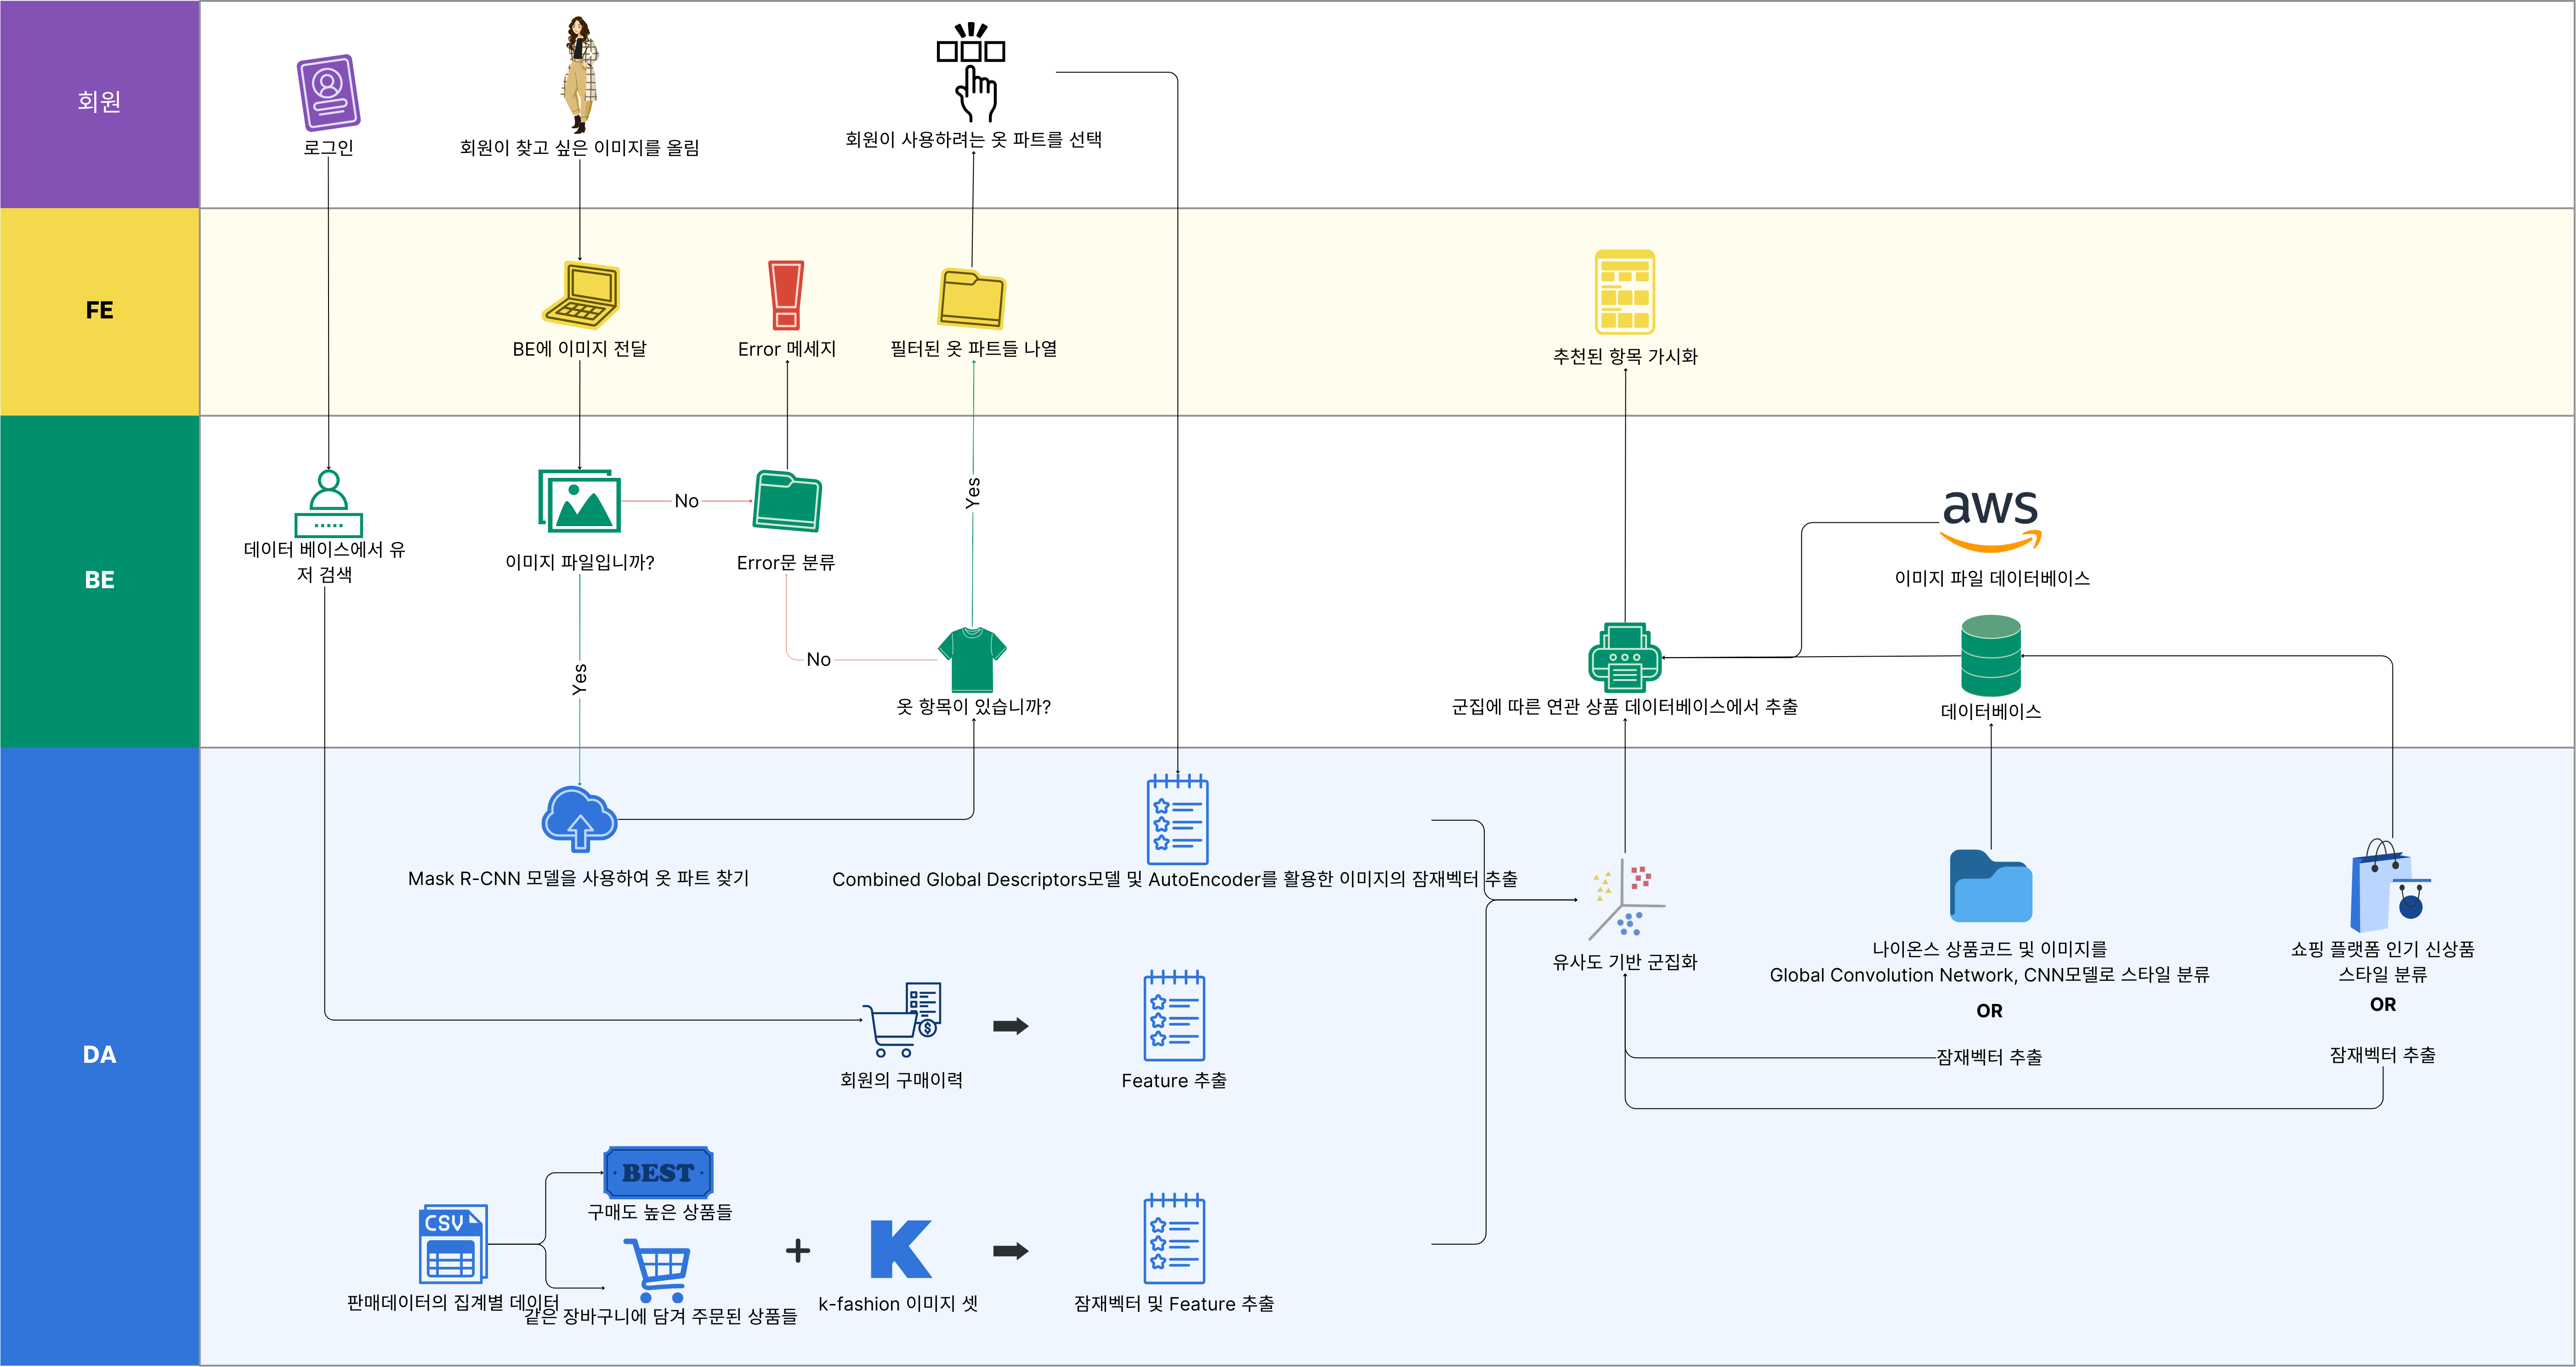 회원
로그인
회원이 찾고 싶은 이미지를 올림
회원이 사용하려는 옷 파트를 선택
FE
BE에 이미지 전달
Error 메세지
필터된 옷 파트들 나열
추천된 항목 가시화
BE
데이터 베이스에서 유
저 검색
이미지 파일입니까?
No
Error문 분류
Yes
No
Yes
옷 항목이 있습니까?
군집에 따른 연관 상품 데이터베이스에서 추출
aws
이미지 파일 데이터베이스
데이터베이스
DA
Mask R-CNN 모델을 사용하여 옷 파트 찾기
Combined Global Descriptors모델 및 AutoEncoder를 활용한 이미지의 잠재벡터 추출
유사도 기반 군집화
나이온스 상품코드 및 이미지를
Global Convolution Network, CNN모델로 스타일 분류
OR
잠재벡터 추출
쇼핑 플랫폼 인기 신상품
스타일 분류
OR
잠재벡터 추출
회원의 구매이력
Feature 추출
BEST
구매도 높은 상품들
CSV
판매데이터의 집계별 데이터
같은 장바구니에 담겨 주문된 상품들
K
k-fashion 이미지 셋
잠재벡터 및 Feature 추출